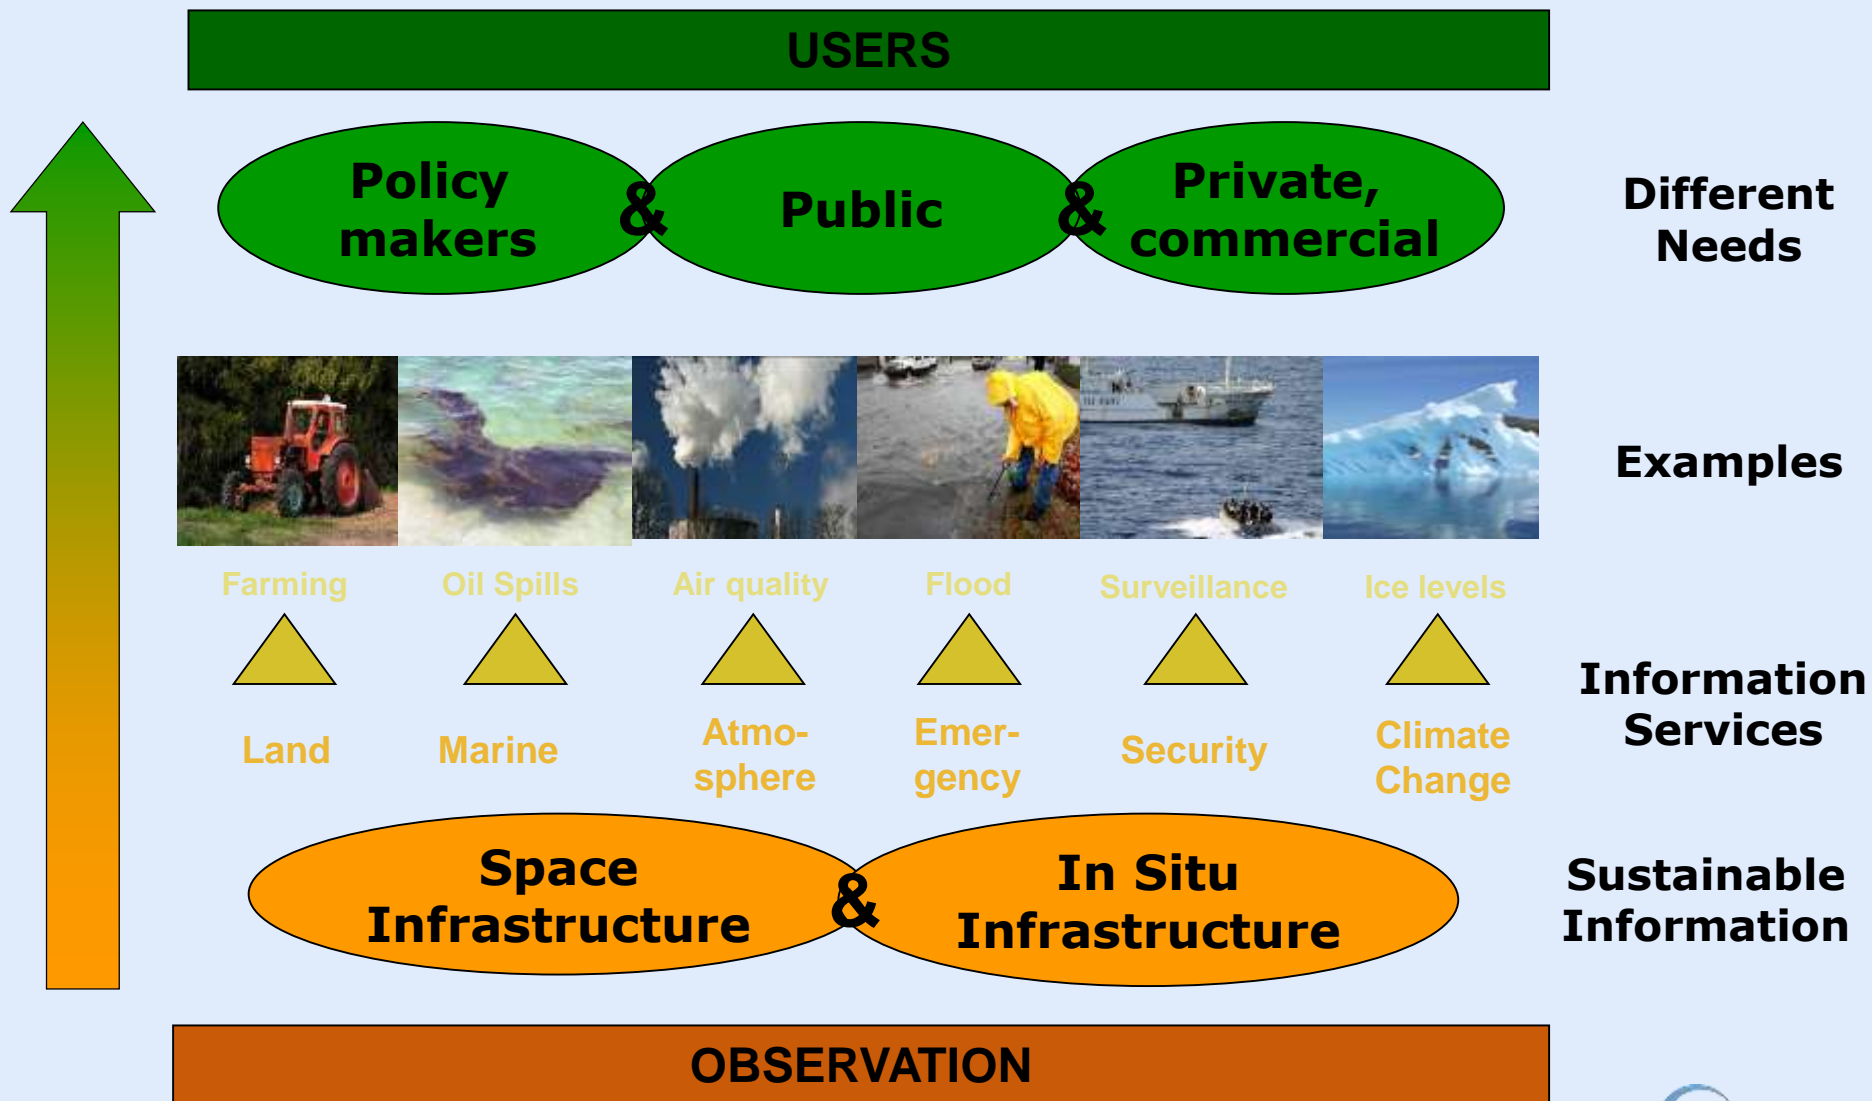 USERS
Policy
makers
&
Public
&
Private,
commercial
Different
Needs
Examples
Farming
Oil Spills
Air quality
Flood
Surveillance
Ice levels
Information
Services
Land
Marine
Atmo-
sphere
Emer-
gency
Security
Climate
Change
Space
Infrastructure
&
In Situ
Infrastructure
Sustainable
Information
OBSERVATION